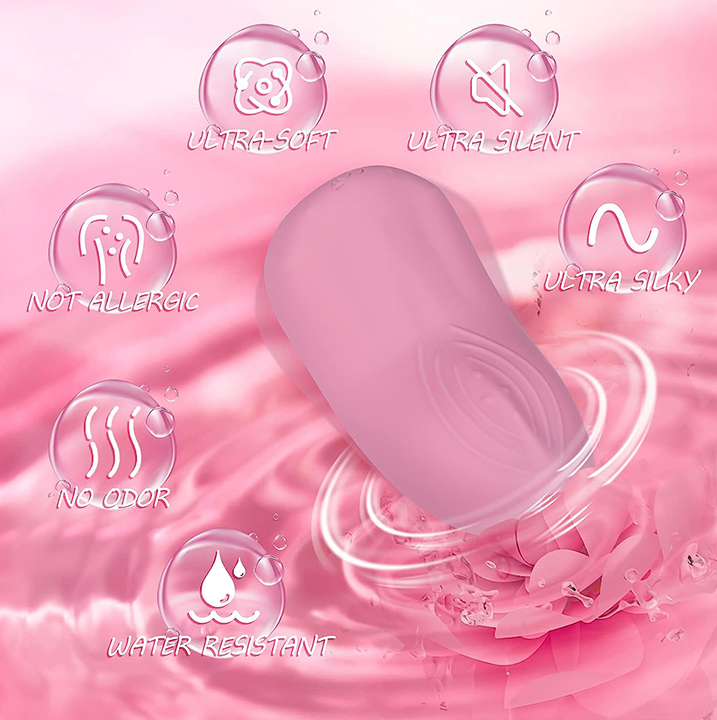 ULTRA-SOFT
ULTRA SILENT
NOT ALLERGIC
ULTRA SILKY
NO ODOR
WATER RESISTANT